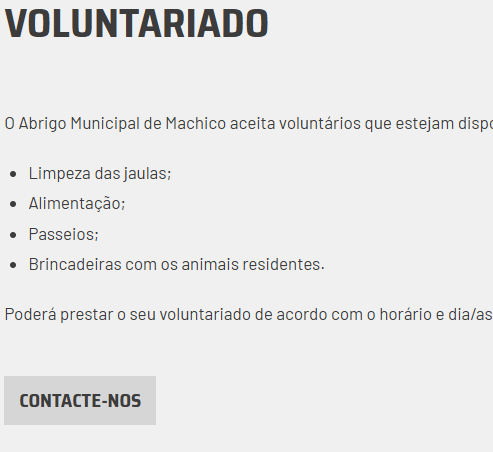 VOLUNTARIADO
O Abrigo Municipal de Machico aceita voluntários que estejam
Limpeza das jaulas;
Alimentação;
Passeios;
Brincadeiras com os animais residentes.
Poderá prestar o seu voluntariado de acordo com o horário e dia/as
CONTACTE-NOS